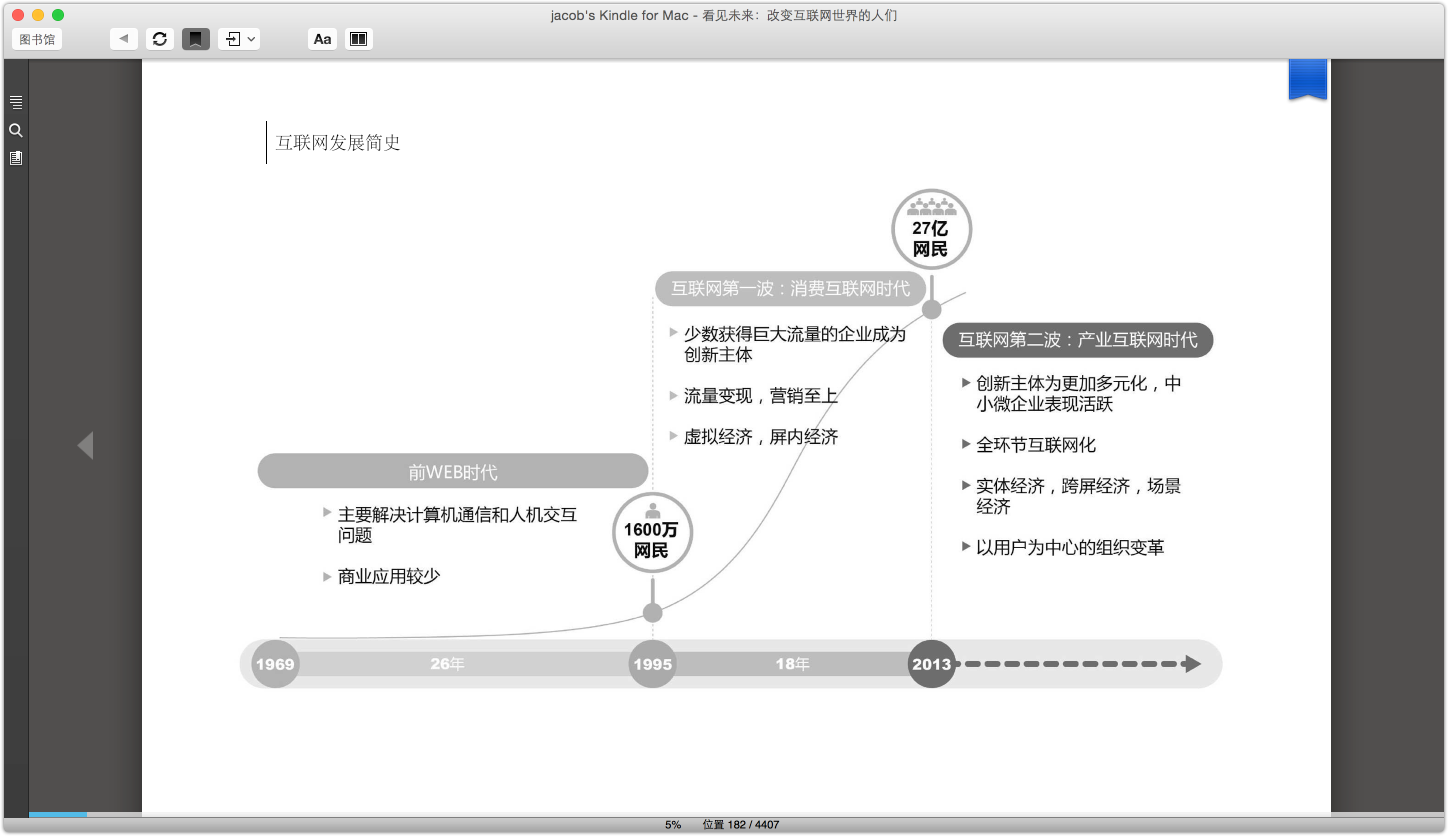 jacob's Kindle for Mac - 看见未来：改变互联网世界的人们
图书馆
Aa
互联网发展简史
27亿
网民
互联网第一波：消费互联网时代
少数获得巨大流量的企业成为
创新主体
流量变现，营销至上
虚拟经济，屏内经济
互联网第二波：产业互联网时代
创新主体为更加多元化，中
小微企业表现活跃
全环节互联网化
实体经济，跨屏经济，场景
经济
以用户为中心的组织变革
前WEB时代
主要解决计算机通信和人机交互
问题
商业应用较少
1600万
网民
1969
26年
1995
18年
2013
5%
位置 182 / 4407